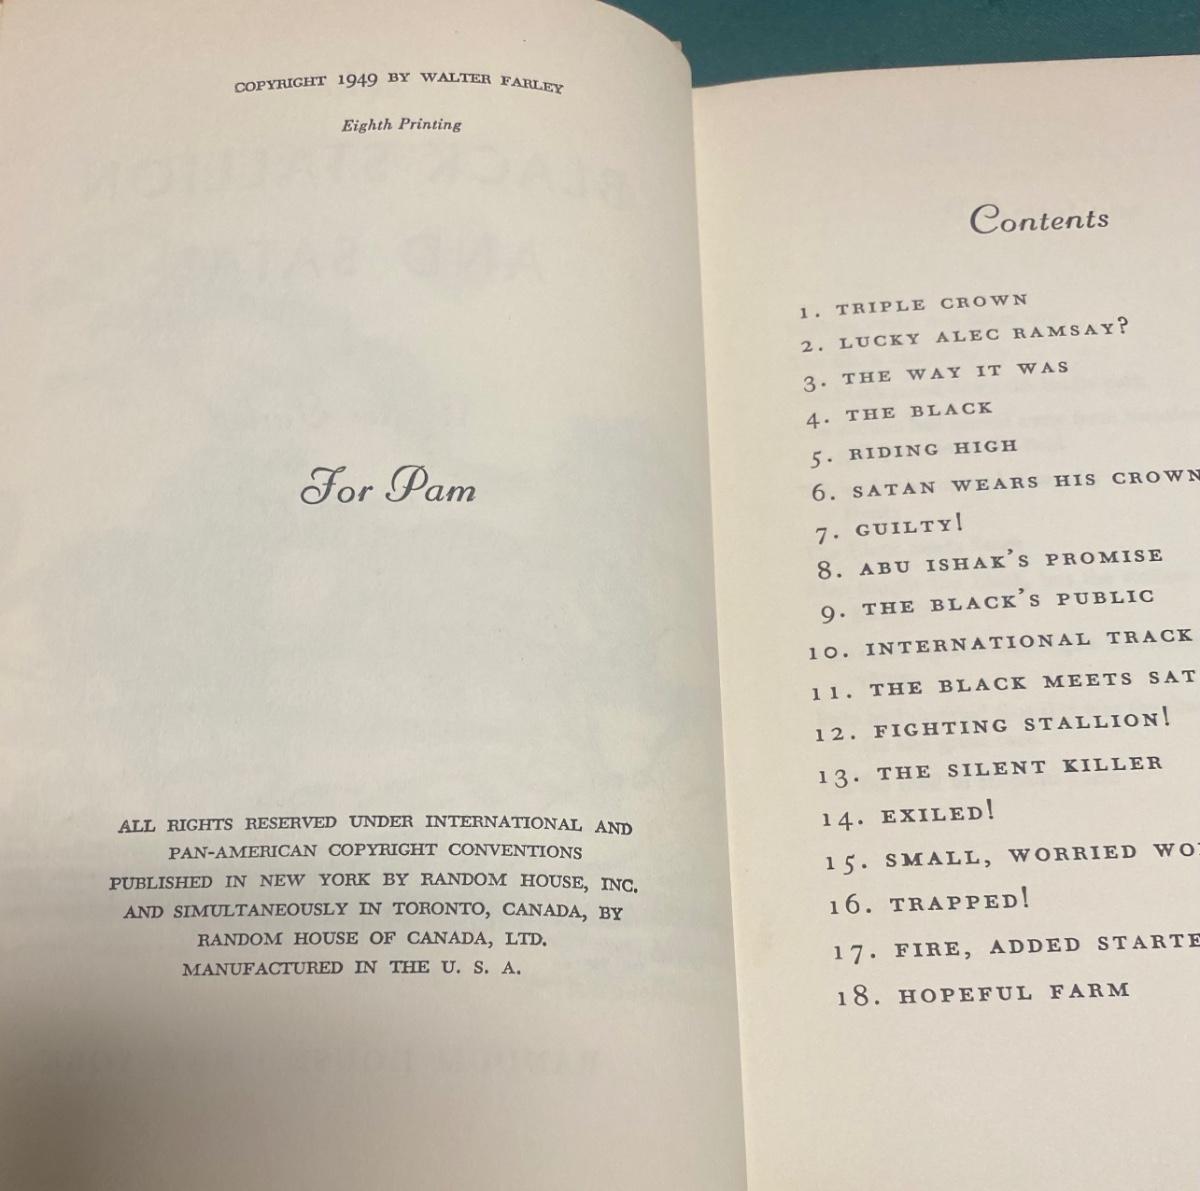 COPYRIGHT 1949 BY WALTER FARLEY
Eighth Printing
For Pam
ALL RIGHTS RESERVED UNDER INTERNATIONAL AND
PAN-AMERICAN COPYRIGHT CONVENTIONS
PUBLISHED IN NEW YORK BY RANDOM HOUSE, INC.
AND SIMULTANEOUSLY IN TORONTO, CANADA, BY
RANDOM HOUSE OF CANADA, LTD.
MANUFACTURED IN THE U. S. A.
Contents
1. TRIPLE CROWN
2. LUCKY ALEC RAMSAY?
3. THE WAY IT WAS
4. THE BLACK
5. RIDING HIGH
6. SATAN WEARS HIS CROWN
7. GUILTY!
8. ABU ISHAK'S PROMISE
9. THE BLACK'S PUBLIC
10. INTERNATIONAL TRACK
11. THE BLACK MEETS SAT
12. FIGHTING STALLION!
13. THE SILENT KILLER
14. EXILED!
15. SMALL, WORRIED WO
16. TRAPPED!
17. FIRE, ADDED STARTE
18. HOPEFUL FARM